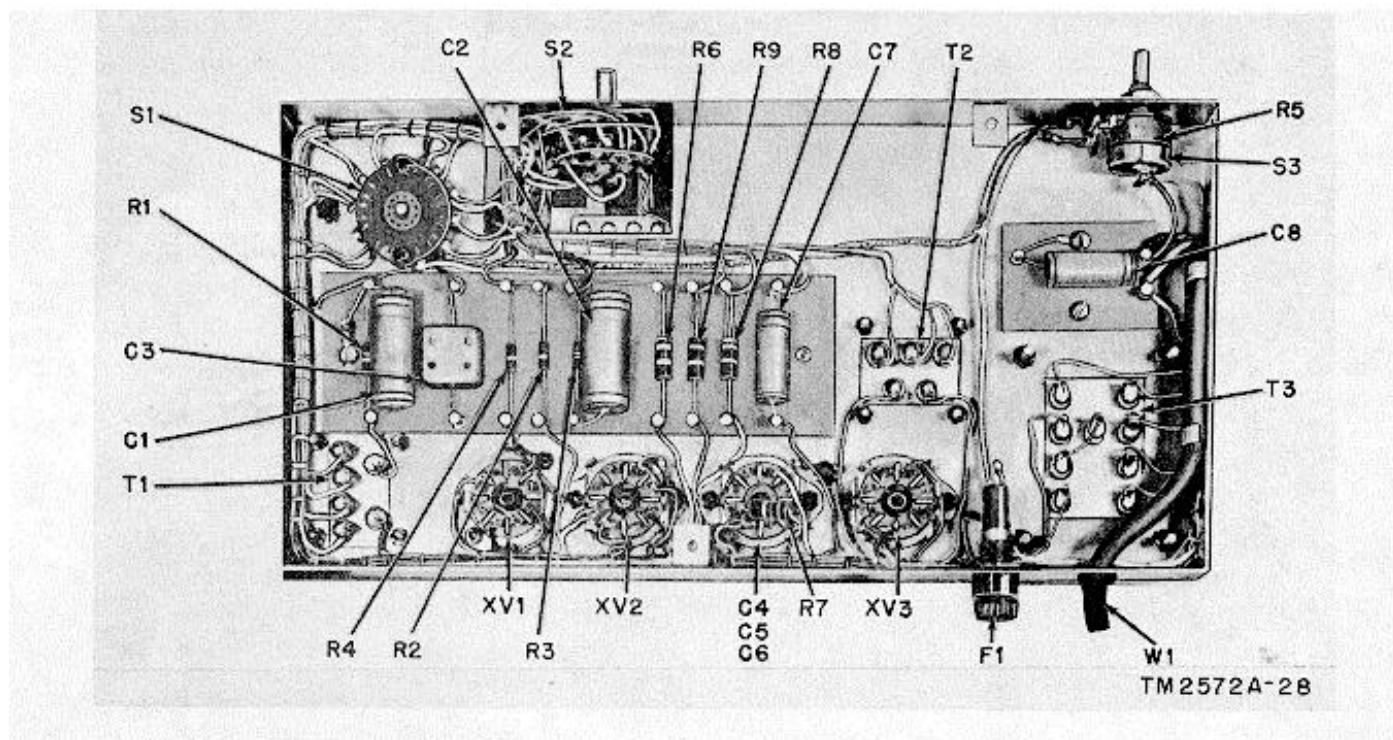 C2 S2 R6 R9 R8 C7 T2
S1
R5
R1
S3
C8
C3
T3
C1
T1
XV1 XV2 C4 R7 XV3
C5
R4 R2 R3 C6 F1 W1
TM2572A-28